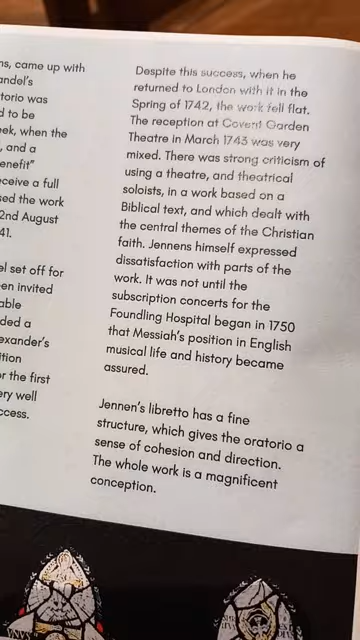 ns, came up with
andel's
torio was
d to be
ek, when the
, and a
enefit"
ceive a full
sed the work
2nd August
41.
el set off for
en invited
able
ded a
exander's
ition
r the first
ery well
ccess.
Despite this success, when he
returned to London with it in the
Spring of 1742, the work fell flat.
The reception at Covent Garden
Theatre in March 1743 was very
mixed. There was strong criticism of
using a theatre, and theatrical
soloists, in a work based on a
Biblical text, and which dealt with
the central themes of the Christian
faith. Jennens himself expressed
dissatisfaction with parts of the
work. It was not until the
subscription concerts for the
Foundling Hospital began in 1750
that Messiah's position in English
musical life and history became
assured.
Jennen's libretto has a fine
structure, which gives the oratorio a
sense of cohesion and direction.
The whole work is a magnificent
conception.